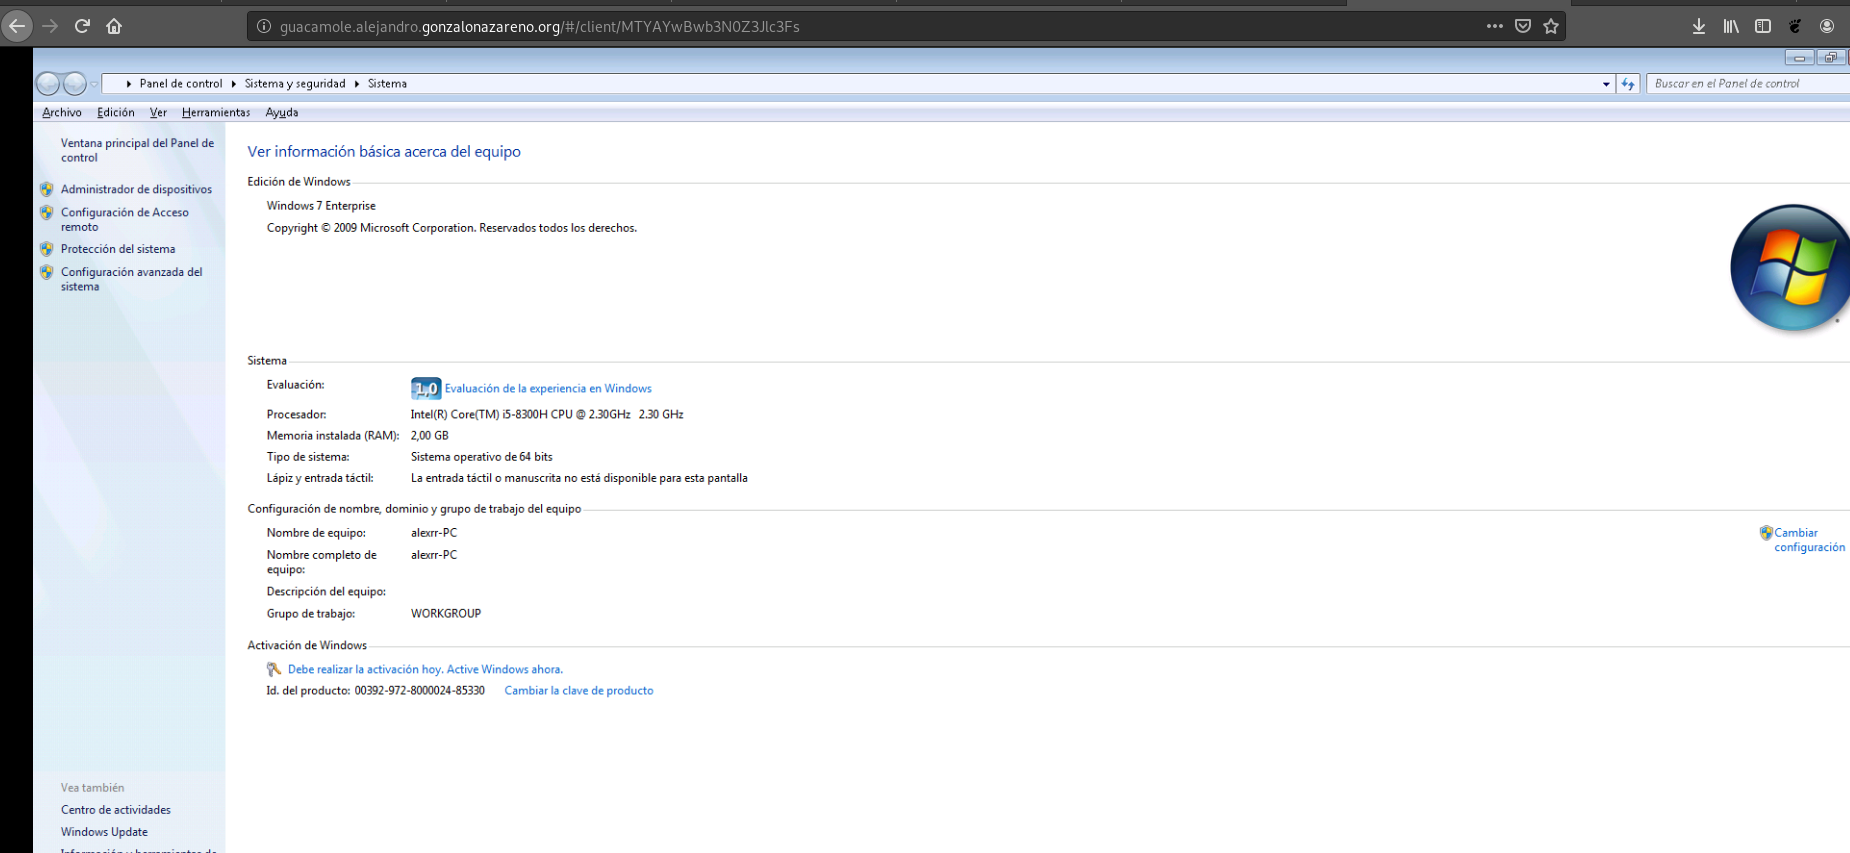 guacamole.alejandro.gonzalonazareno.org/#/client/MTYAYwBwb3N0Z3Jlc3Fs
Panel de control Sistema y seguridad Sistema
Buscar en el Panel de control
Archivo Edición Ver Herramientas Ayuda
Ventana principal del Panel de
control
Administrador de dispositivos
Configuración de Acceso
remoto
Protección del sistema
Configuración avanzada del
sistema
Ver información básica acerca del equipo
Edición de Windows
Windows 7 Enterprise
Copyright © 2009 Microsoft Corporation. Reservados todos los derechos.
Sistema
Evaluación:
1,0 Evaluación de la experiencia en Windows
Procesador: Intel(R) Core(TM) i5-8300H CPU @ 2.30GHz 2.30 GHz
Memoria instalada (RAM): 2,00 GB
Tipo de sistema: Sistema operativo de 64 bits
Lápiz y entrada táctil: La entrada táctil o manuscrita no está disponible para esta pantalla
Configuración de nombre, dominio y grupo de trabajo del equipo
Nombre de equipo: alexrr-PC
Cambiar
configuración
Nombre completo de
equipo:
alexrr-PC
Descripción del equipo:
Grupo de trabajo: WORKGROUP
Activación de Windows
Debe realizar la activación hoy. Active Windows ahora.
Id. del producto: 00392-972-8000024-85330 Cambiar la clave de producto
Vea también
Centro de actividades
Windows Update
Información y herramientas de